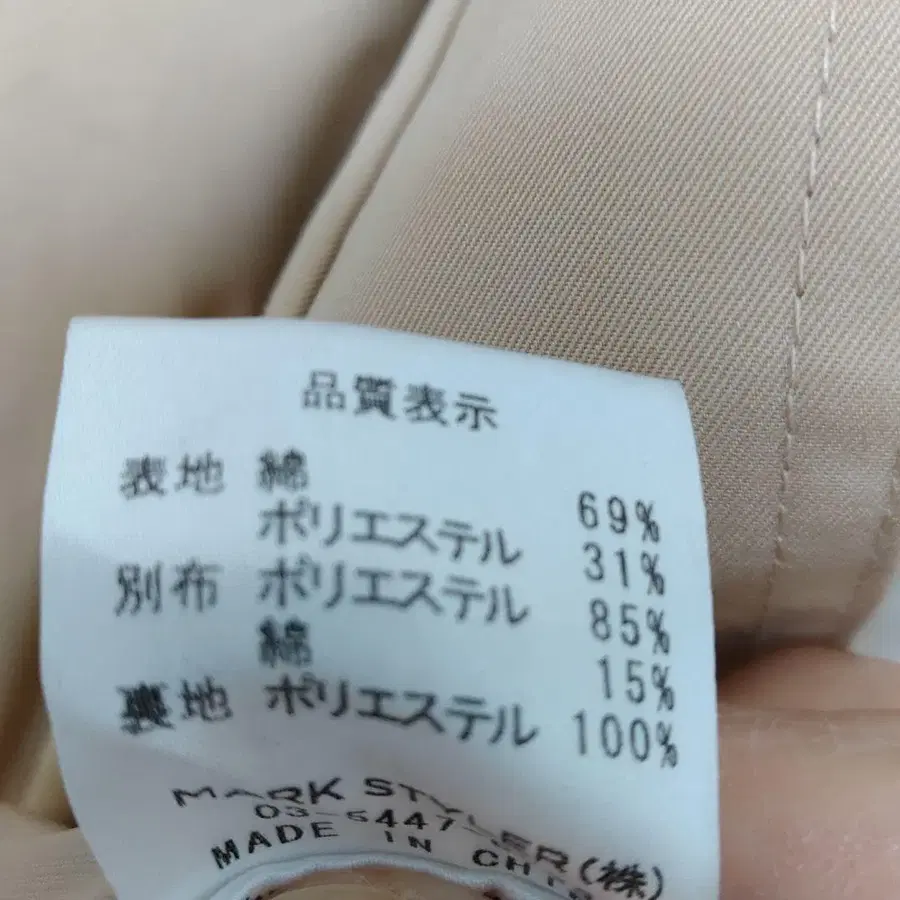 品質表示
表地 綿 69%
ポリエステル 31%
別布 ポリエステル 85%
綿 15%
裏地 ポリエステル 100%
MARK STYLER(株)
03-5447-
MADE IN